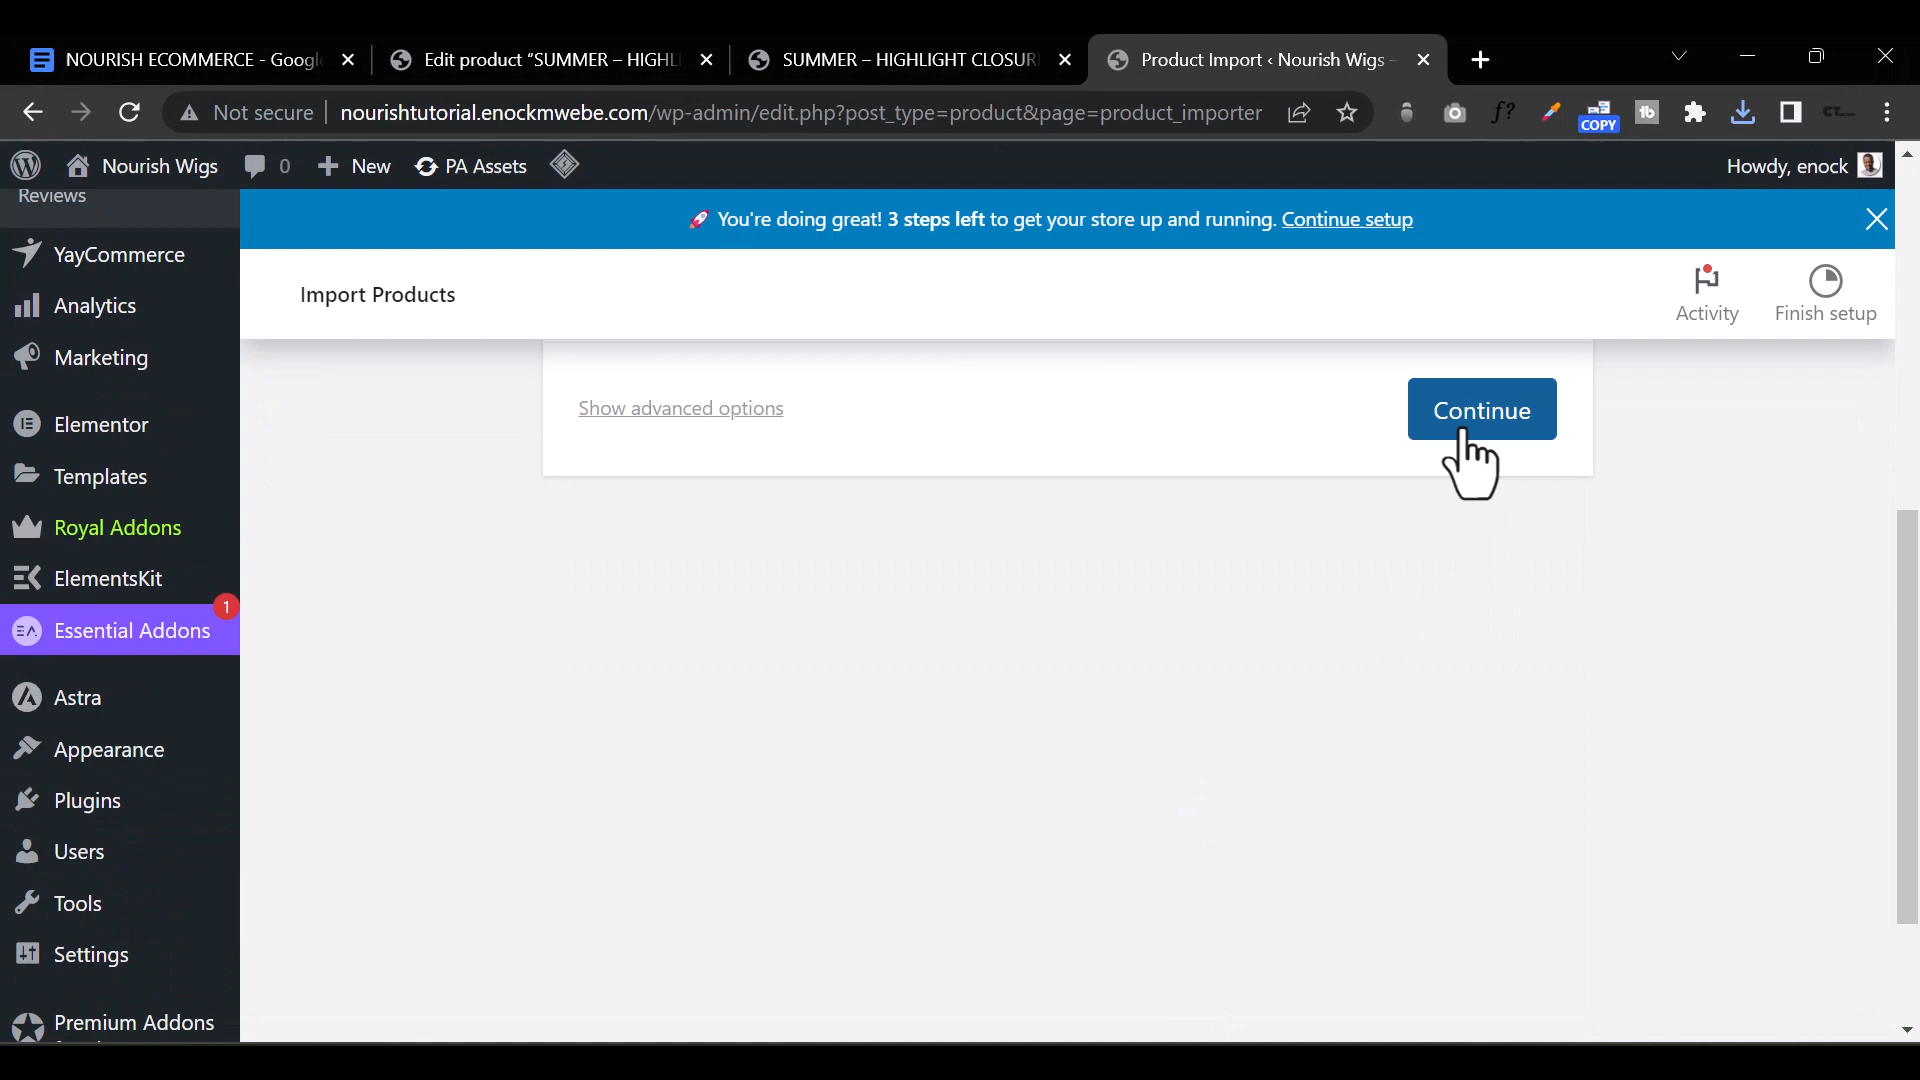 NOURISH ECOMMERCE - Googl
Edit product “SUMMER – HIGHL
SUMMER – HIGHLIGHT CLOSUR
Product Import ‹ Nourish Wigs –
Not secure
nourishtutorial.enockmwebe.com/wp-admin/edit.php?post_type=product&page=product_importer
f?
COPY
tb
Nourish Wigs
0
New
PA Assets
Howdy, enock
Reviews
🚀 You're doing great! 3 steps left to get your store up and running. Continue setup
YayCommerce
Analytics
Marketing
Elementor
Templates
Royal Addons
ElementsKit
1
Essential Addons
Astra
Appearance
Plugins
Users
Tools
Settings
Premium Addons
Import Products
Activity
Finish setup
Show advanced options
Continue